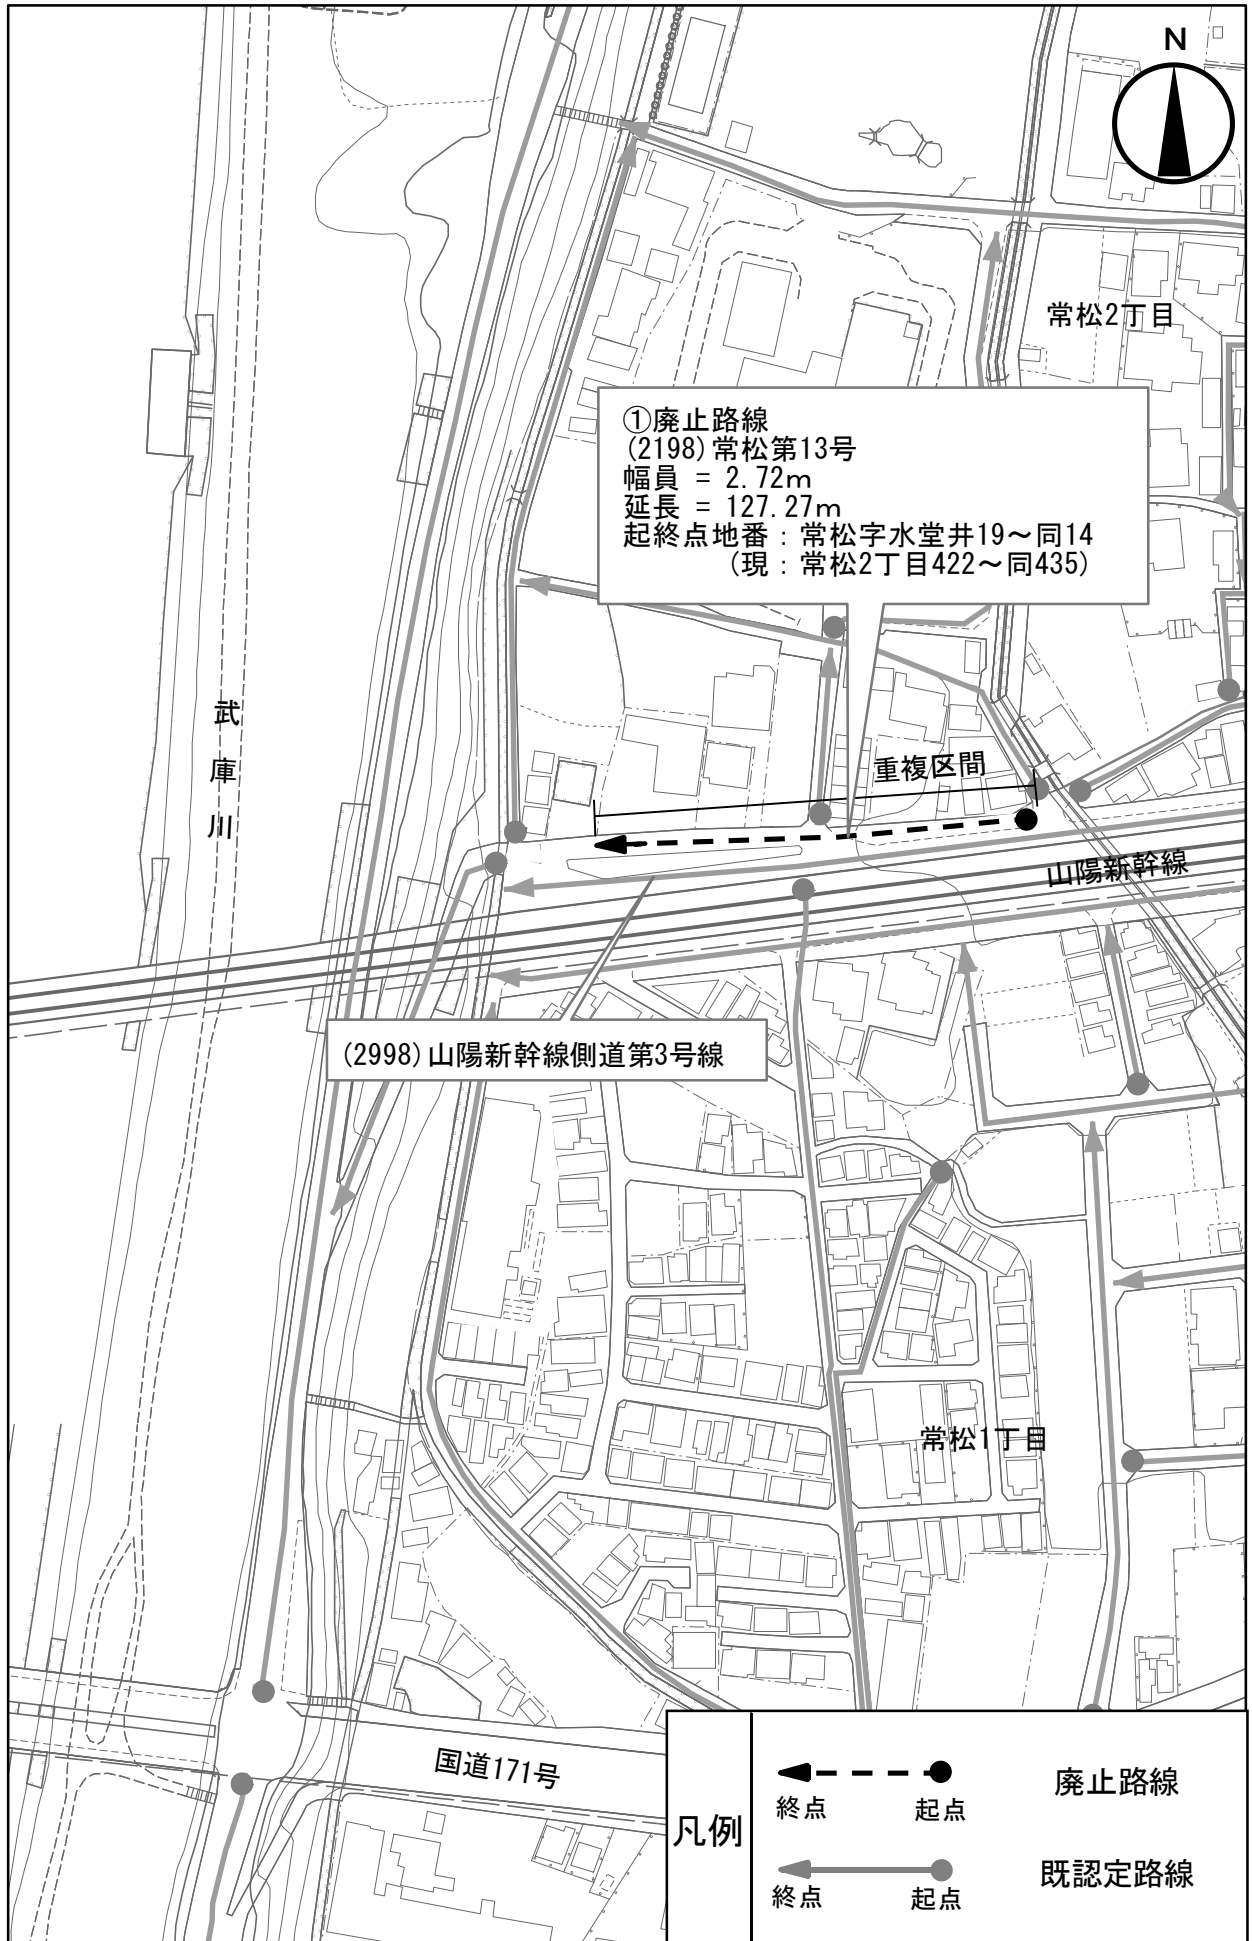 N
常松2丁目
①廃止路線
(2198)常松第13号
幅員 = 2.72m
延長 = 127.27m
起終点地番：常松字水堂井19～同14
(現：常松2丁目422～同435)
武庫川
重複区間
山陽新幹線
(2998)山陽新幹線側道第3号線
常松1丁目
国道171号
凡例
終点 起点 廃止路線
終点 起点 既認定路線